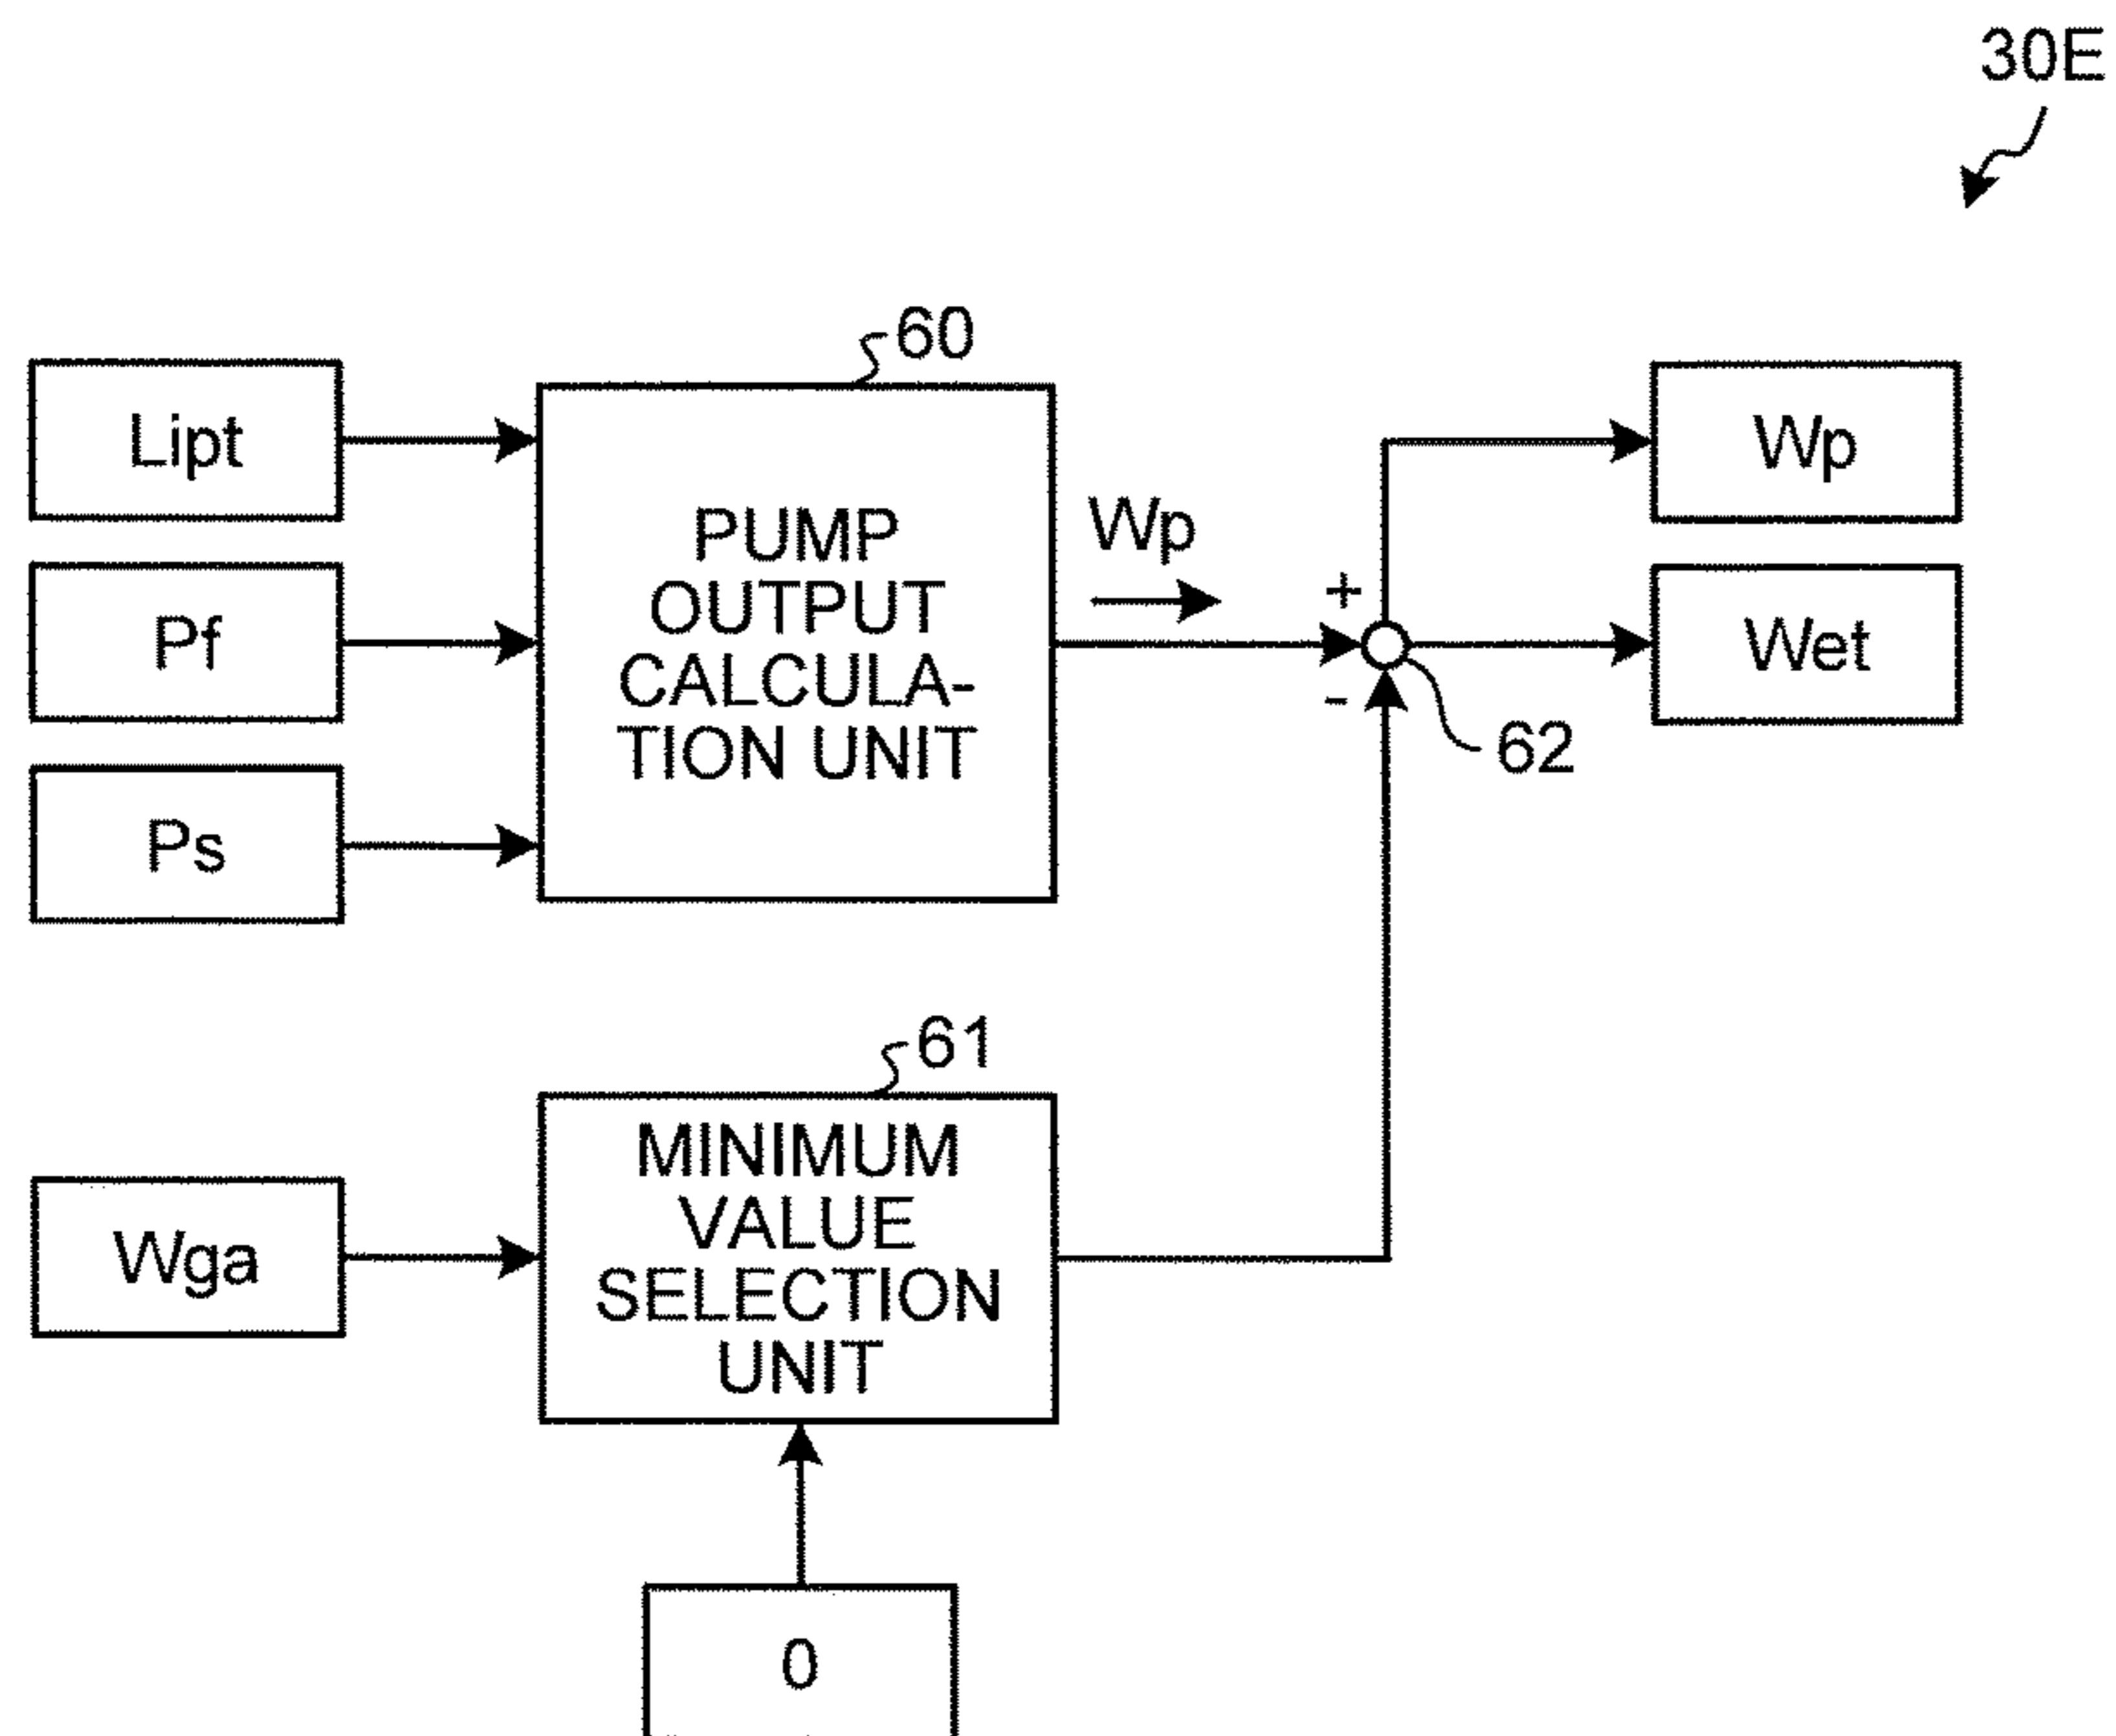 30E
60
Lipt
Pf
Ps
PUMP
OUTPUT
CALCULA-
TION UNIT
Wp
+
-
62
Wp
Wet
61
Wga
MINIMUM
VALUE
SELECTION
UNIT
0